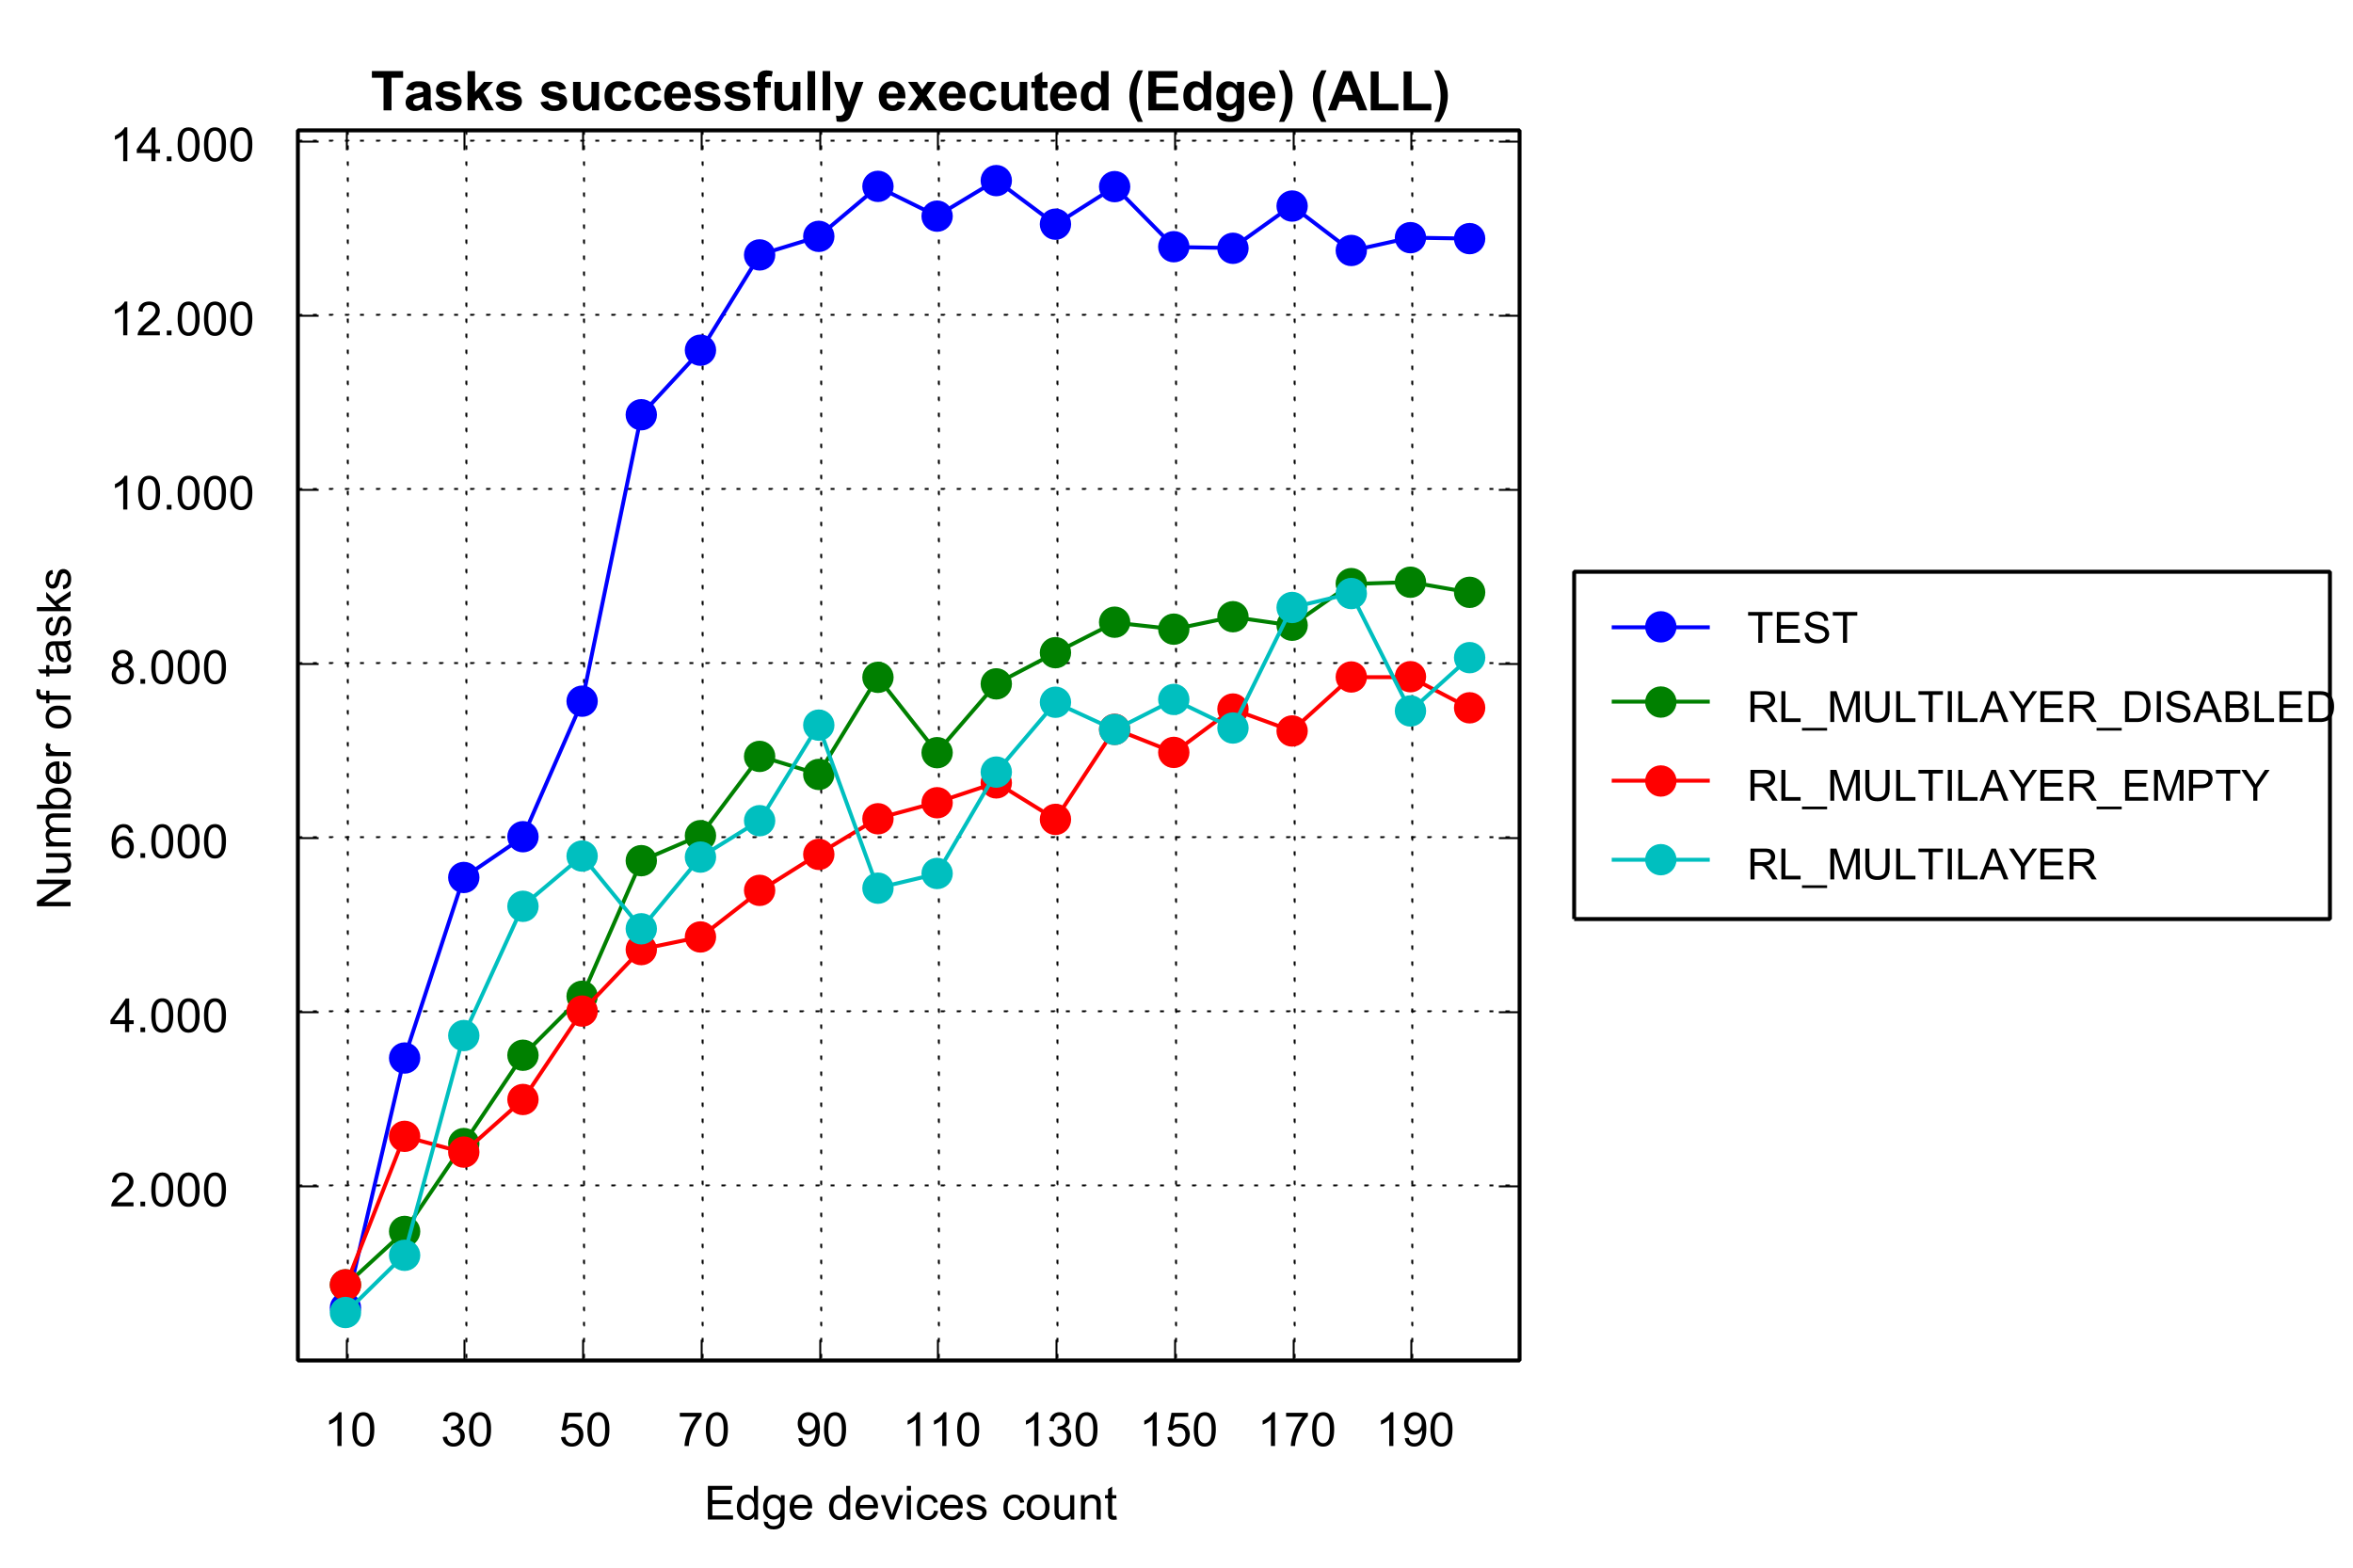 Tasks successfully executed (Edge) (ALL)
14.000
12.000
10.000
8.000
6.000
4.000
2.000
Number of tasks
10 30 50 70 90 110 130 150 170 190
Edge devices count
TEST
RL_MULTILAYER_DISABLED
RL_MULTILAYER_EMPTY
RL_MULTILAYER